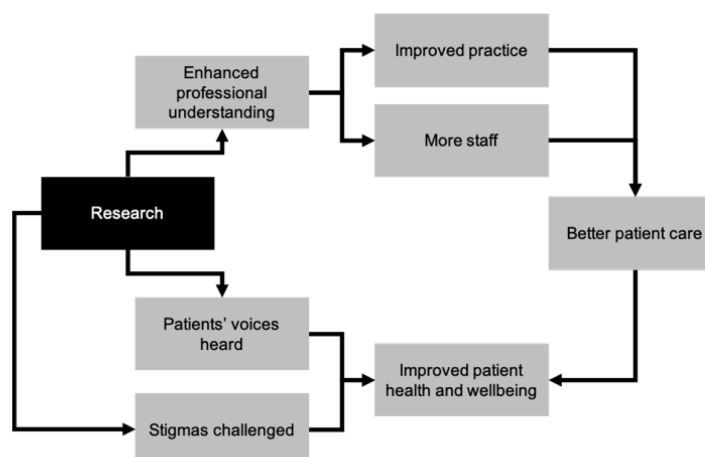 Enhanced
professional
understanding
Improved practice
More staff
Research
Better patient care
Patients’ voices
heard
Improved patient
health and wellbeing
Stigmas challenged